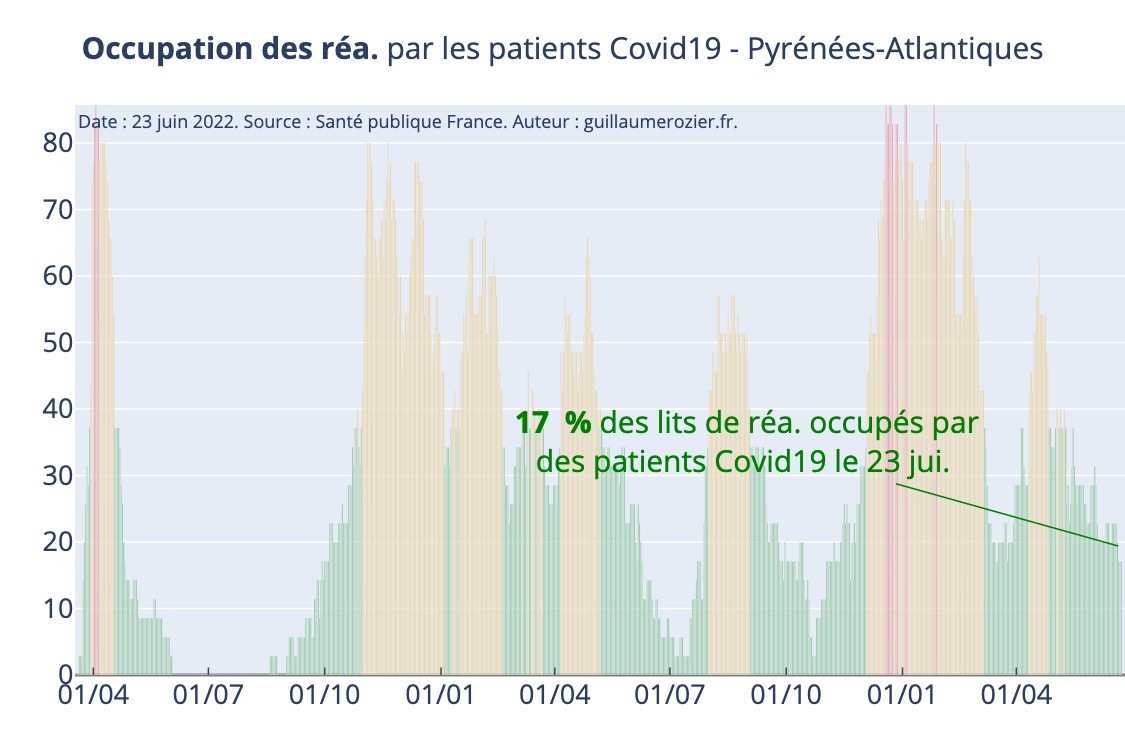 Occupation des réa. par les patients Covid19 - Pyrénées-Atlantiques
Date : 23 juin 2022. Source : Santé publique France. Auteur : guillaumerozier.fr.
80
70
60
50
40
30
20
10
0
17 % des lits de réa. occupés par
des patients Covid19 le 23 jui.
01/04 01/07 01/10 01/01 01/04 01/07 01/10 01/01 01/04